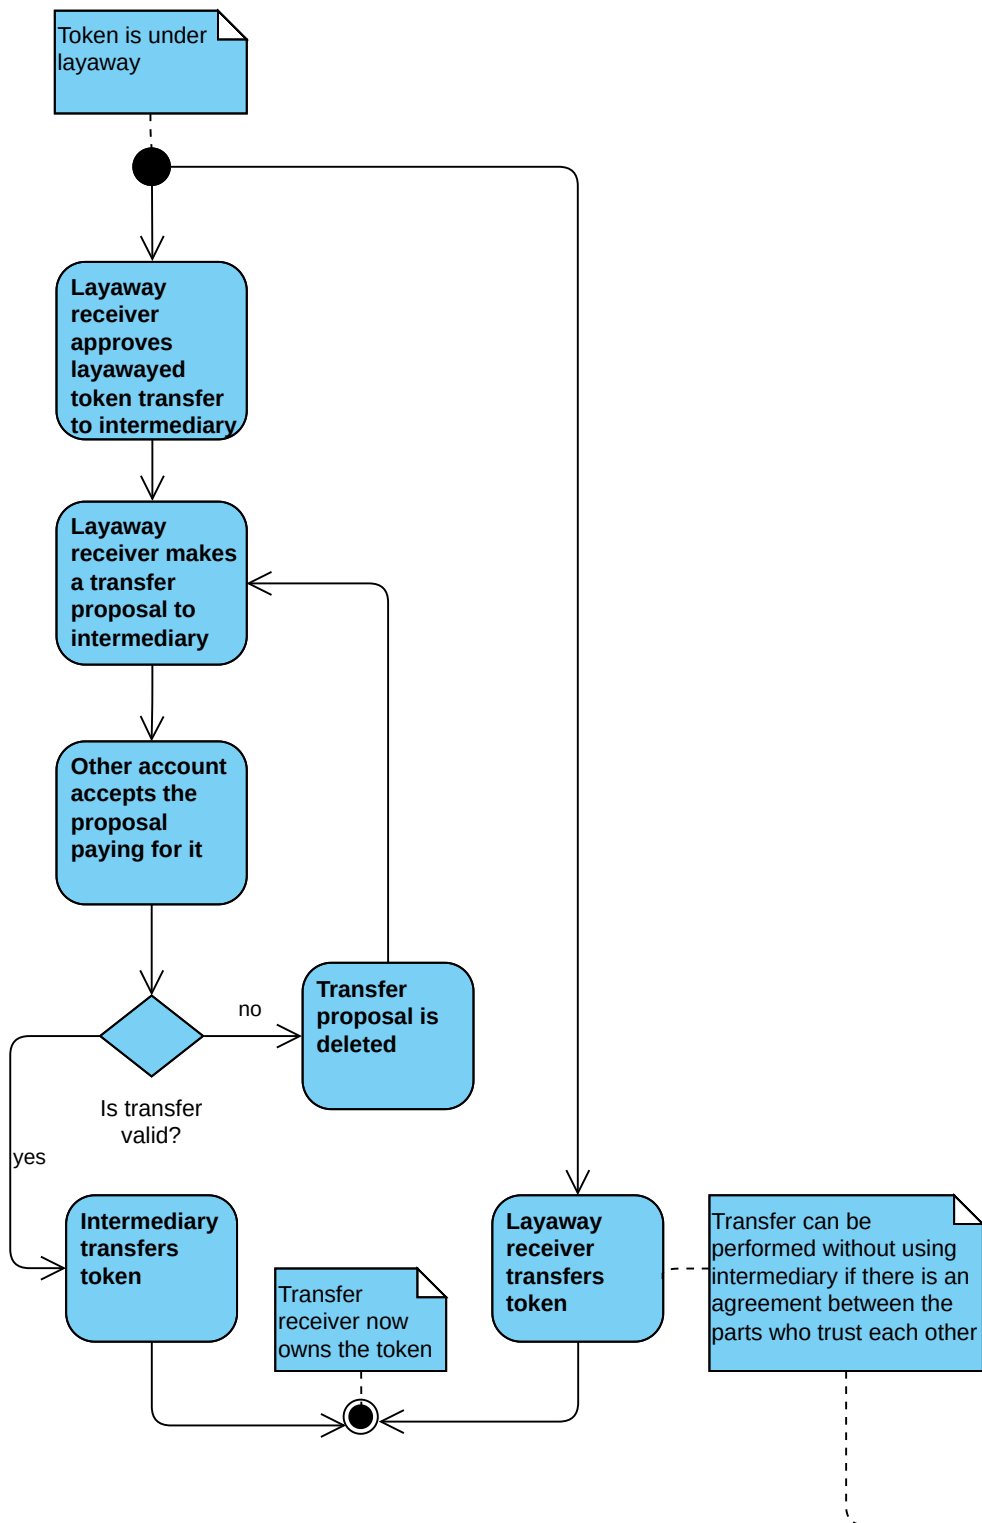 Token is under
layaway
Layaway
receiver
approves
layawayed
token transfer
to intermediary
Layaway
receiver makes
a transfer
proposal to
intermediary
Other account
accepts the
proposal
paying for it
no
Transfer
proposal is
deleted
Is transfer
valid?
yes
Intermediary
transfers
token
Transfer
receiver now
owns the token
Layaway
receiver
transfers
token
Transfer can be
performed without using
intermediary if there is an
agreement between the
parts who trust each other